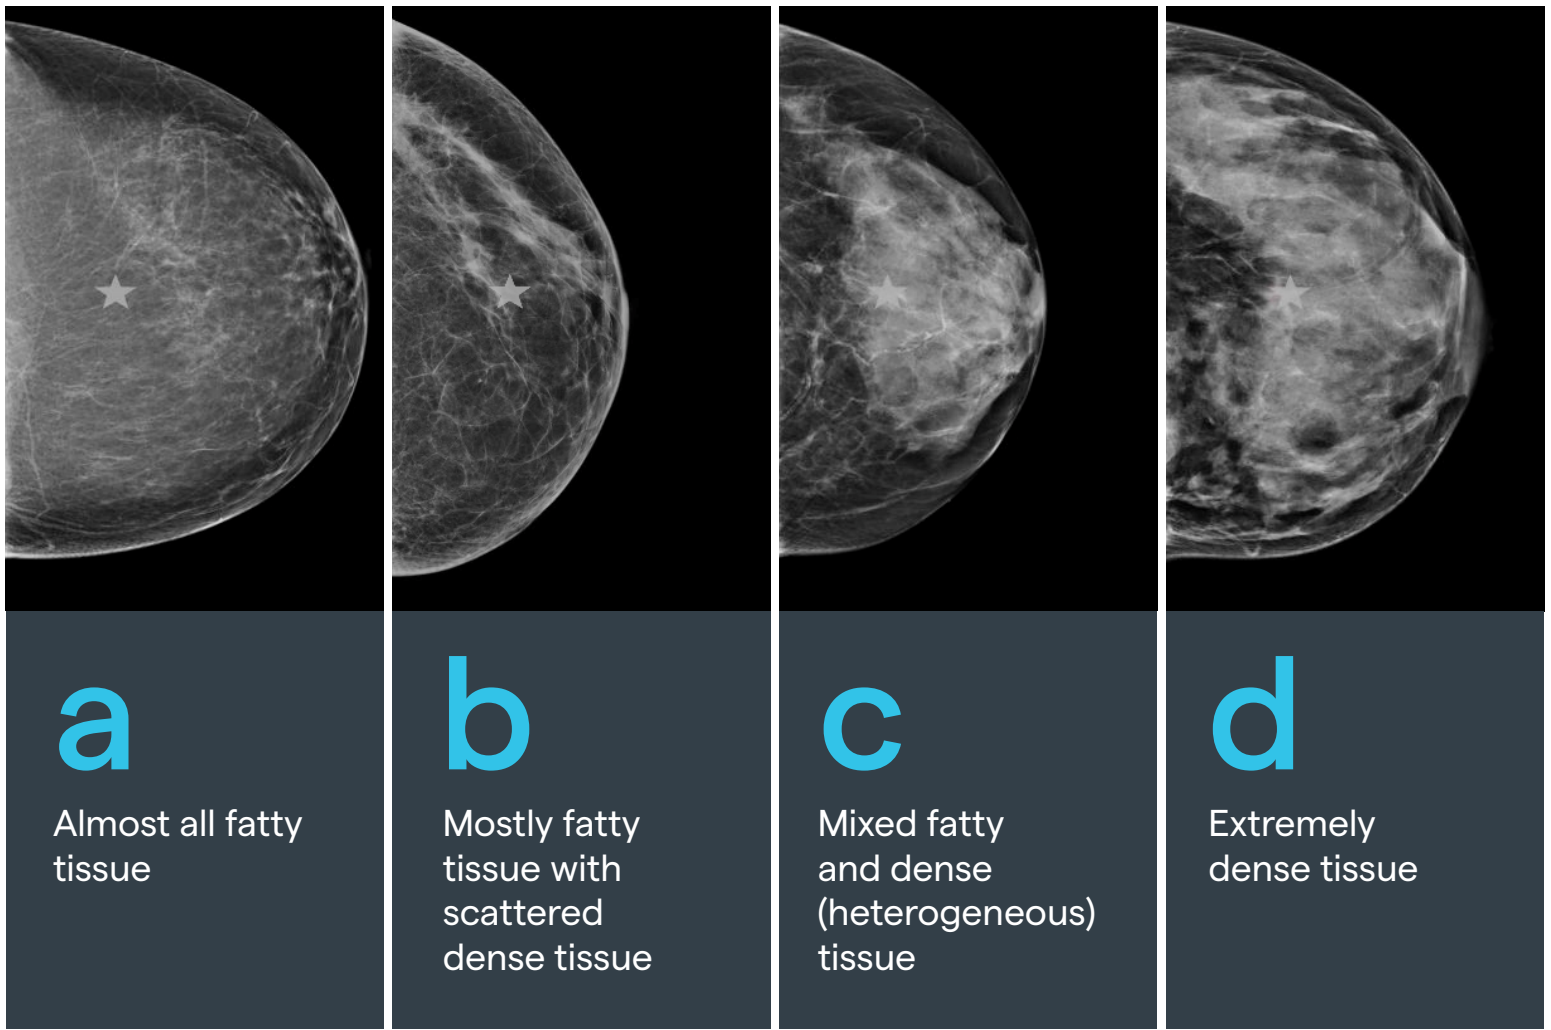 a
Almost all fatty
tissue
b
Mostly fatty
tissue with
scattered
dense tissue
c
Mixed fatty
and dense
(heterogeneous)
tissue
d
Extremely
dense tissue